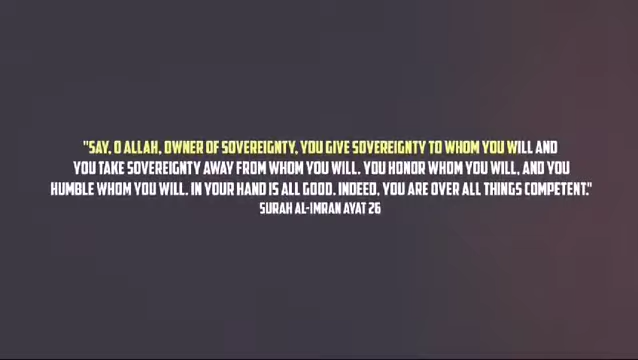 "SAY, O ALLAH, OWNER OF SOVEREIGNTY, YOU GIVE SOVEREIGNTY TO WHOM YOU WILL AND
YOU TAKE SOVEREIGNTY AWAY FROM WHOM YOU WILL. YOU HONOR WHOM YOU WILL, AND YOU
HUMBLE WHOM YOU WILL. IN YOUR HAND IS ALL GOOD. INDEED, YOU ARE OVER ALL THINGS COMPETENT."
SURAH AL-IMRAN AYAT 26